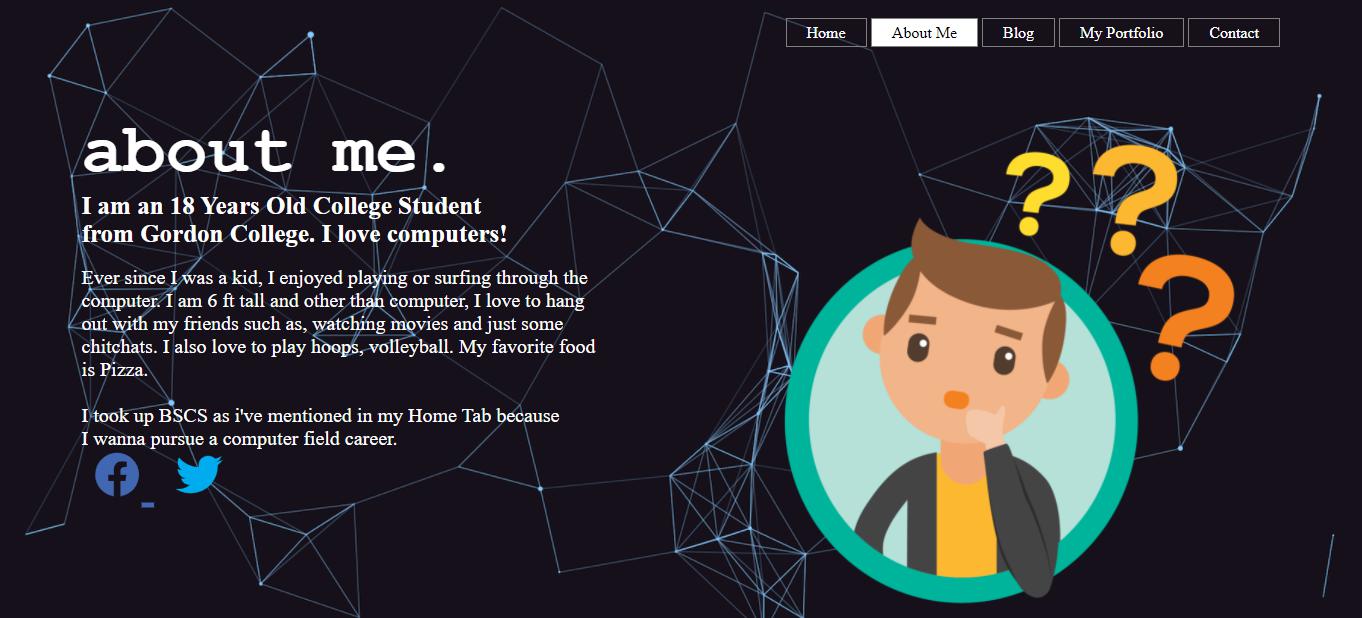 Home About Me Blog My Portfolio Contact
about me.
I am an 18 Years Old College Student
from Gordon College. I love computers!
Ever since I was a kid, I enjoyed playing or surfing through the
computer. I am 6 ft tall and other than computer, I love to hang
out with my friends such as, watching movies and just some
chitchats. I also love to play hoops, volleyball. My favorite food
is Pizza.
I took up BSCS as i've mentioned in my Home Tab because
I wanna pursue a computer field career.
? ? ?